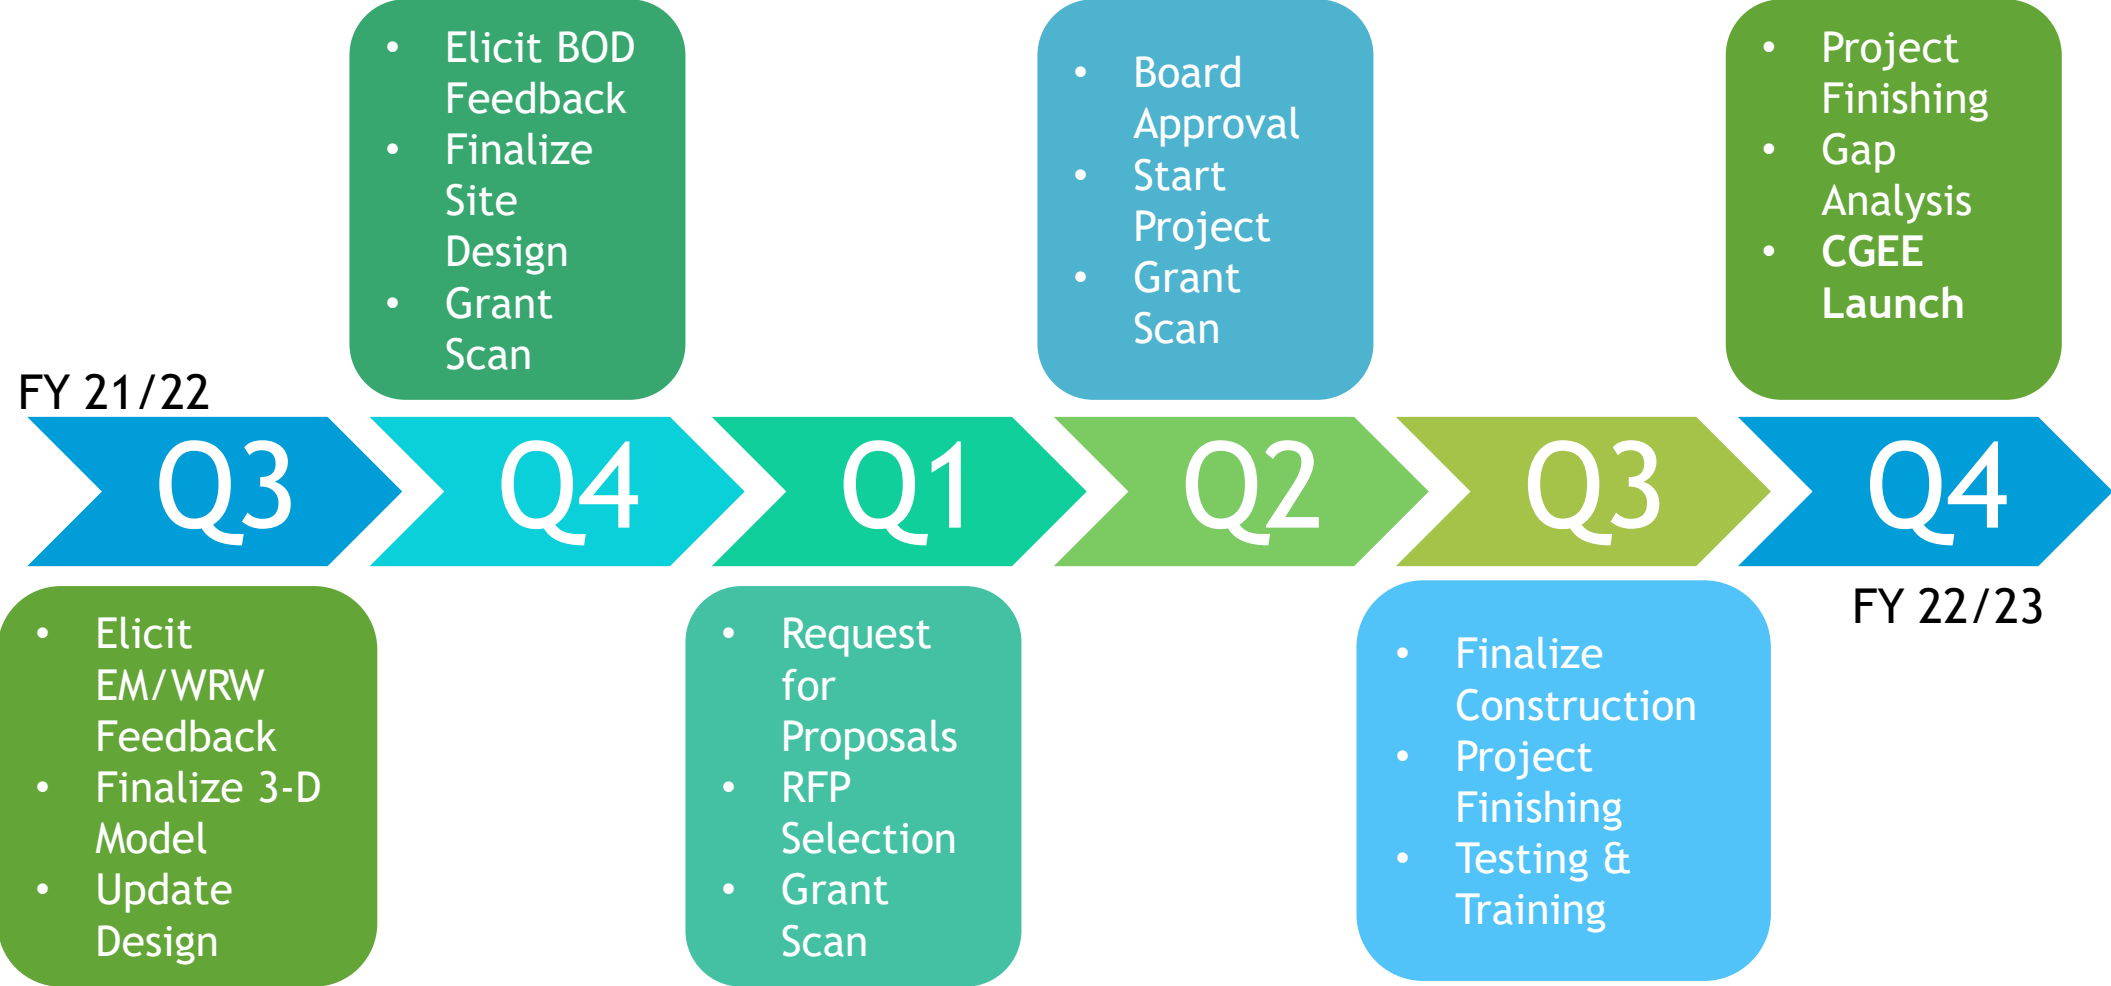 • Elicit BOD
Feedback
• Finalize
Site
Design
• Grant
Scan
• Board
Approval
• Start
Project
• Grant
Scan
• Project
Finishing
• Gap
Analysis
• CGEE
Launch
FY 21/22
Q3
Q4
Q1
Q2
Q3
Q4
FY 22/23
• Elicit
EM/WRW
Feedback
• Finalize 3-D
Model
• Update
Design
• Request
for
Proposals
• RFP
Selection
• Grant
Scan
• Finalize
Construction
• Project
Finishing
• Testing &
Training